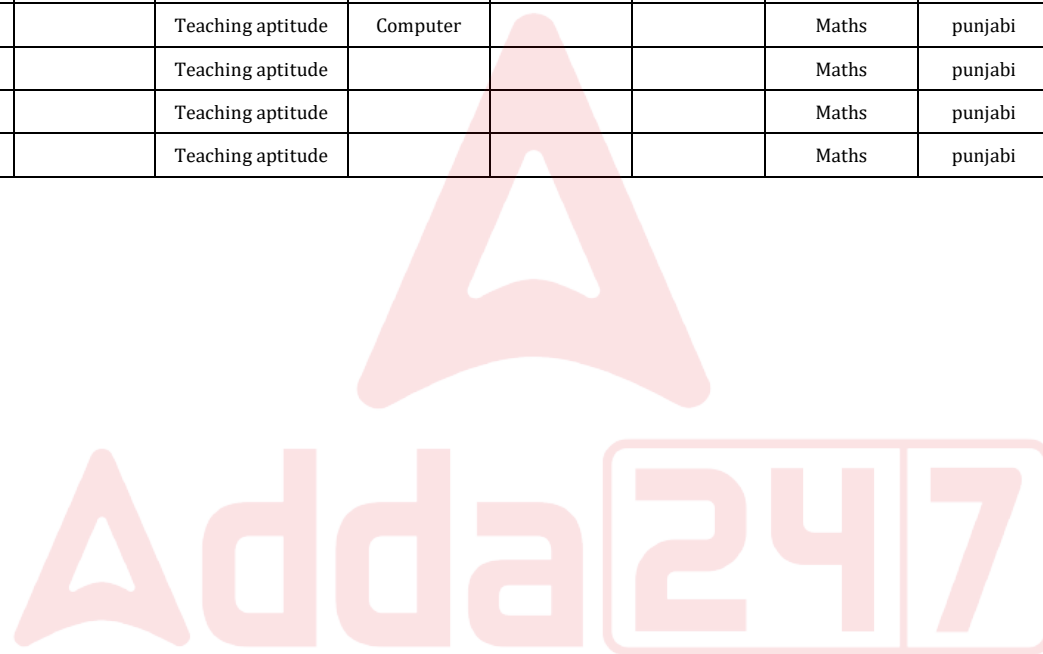 Teaching aptitude Computer Maths punjabi
Teaching aptitude Maths punjabi
Teaching aptitude Maths punjabi
Teaching aptitude Maths punjabi
Adda247